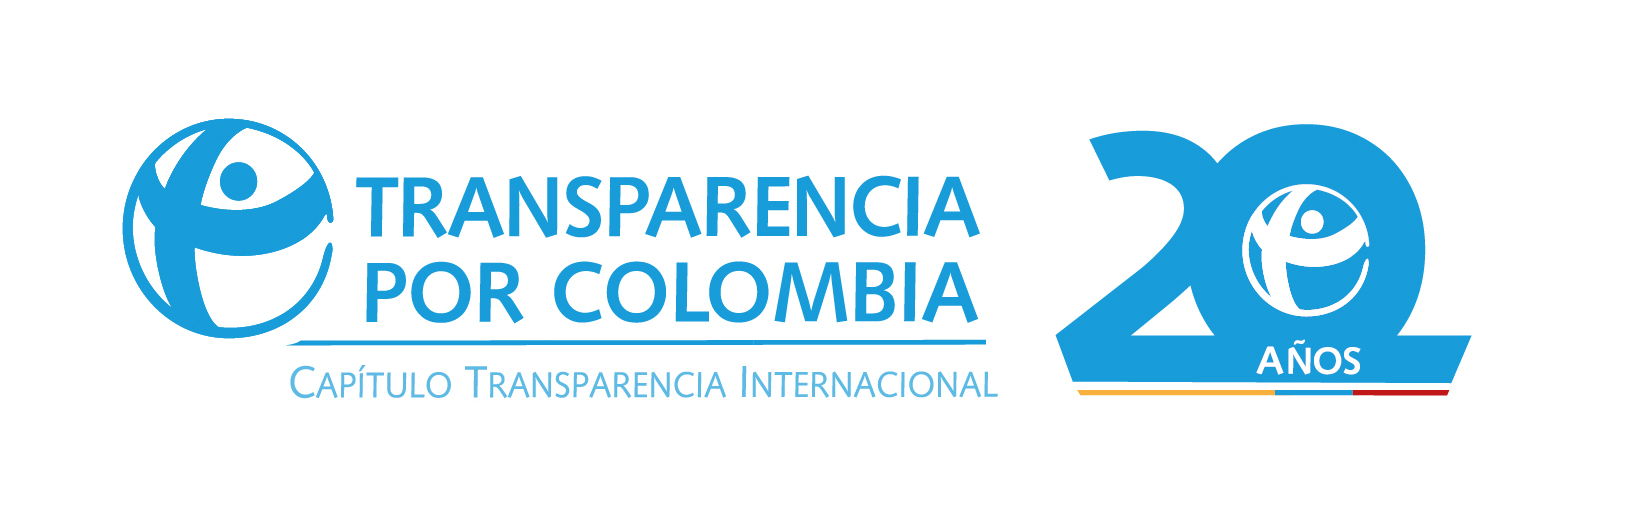 TRANSPARENCIA
POR COLOMBIA
CAPÍTULO TRANSPARENCIA INTERNACIONAL
20
AÑOS